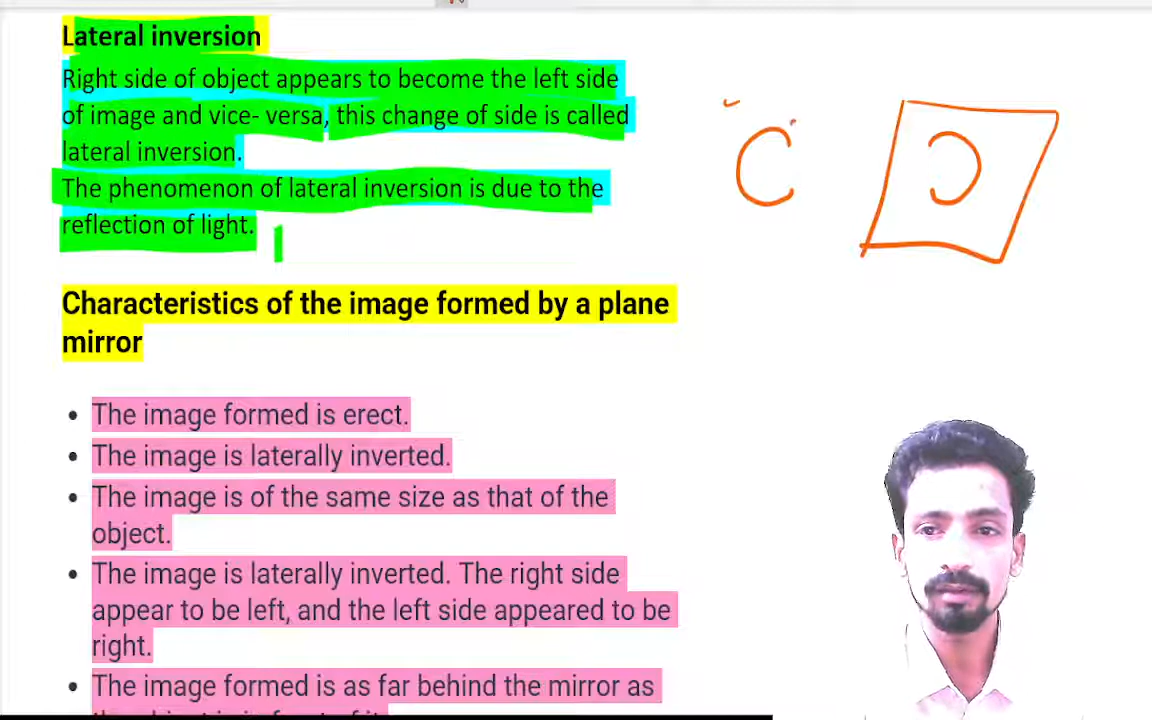 Lateral inversion
Right side of object appears to become the left side
of image and vice- versa, this change of side is called
lateral inversion.
The phenomenon of lateral inversion is due to the
reflection of light.
C
Ɔ
Characteristics of the image formed by a plane
mirror
• The image formed is erect.
• The image is laterally inverted.
• The image is of the same size as that of the
object.
• The image is laterally inverted. The right side
appear to be left, and the left side appeared to be
right.
• The image formed is as far behind the mirror as